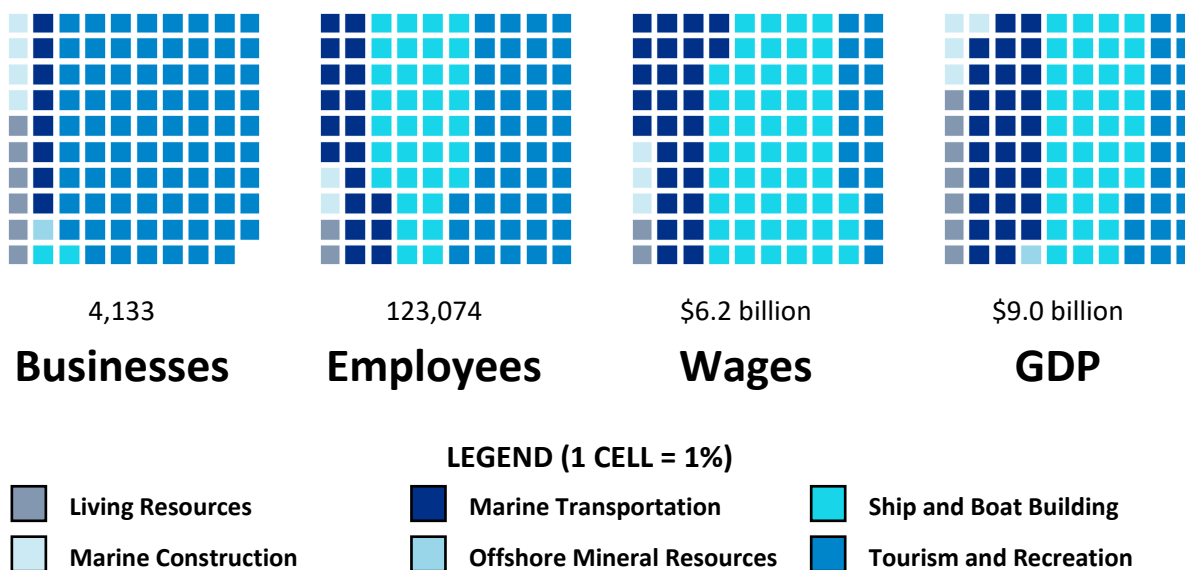 4,133 123,074 $6.2 billion $9.0 billion
Businesses Employees Wages GDP
LEGEND (1 CELL = 1%)
Living Resources Marine Transportation Ship and Boat Building
Marine Construction Offshore Mineral Resources Tourism and Recreation